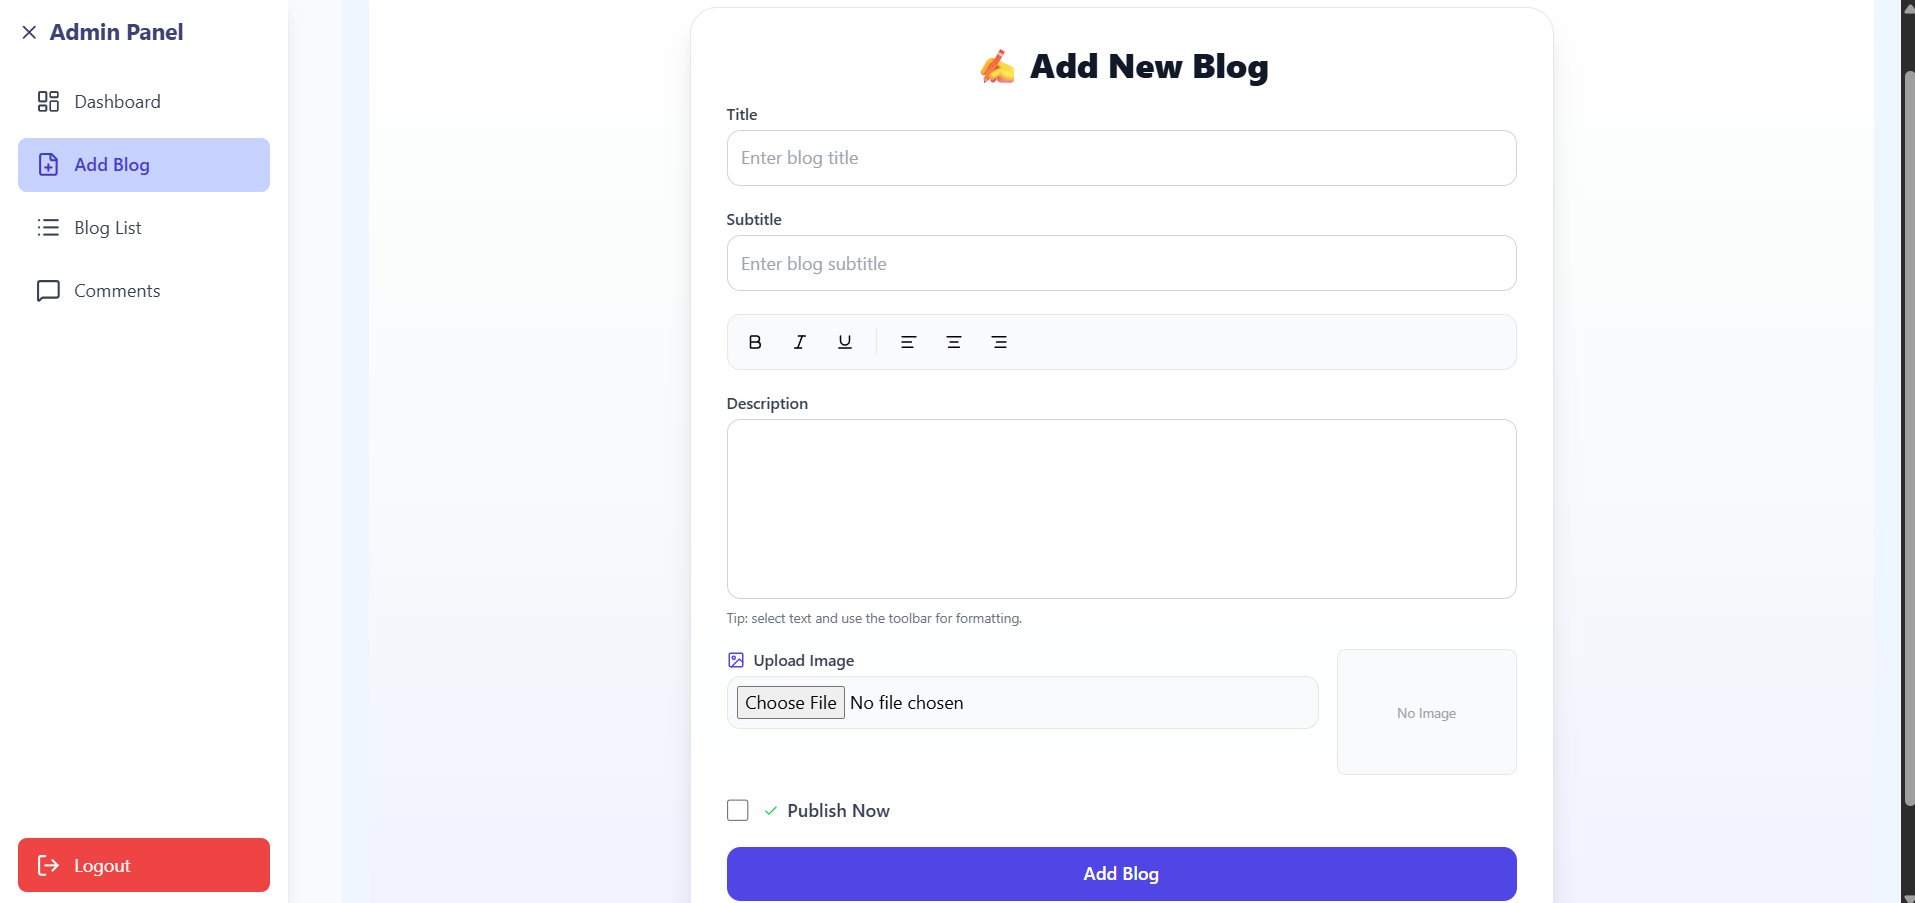 Admin Panel
Dashboard
Add Blog
Blog List
Comments
Logout
✍️ Add New Blog
Title
Enter blog title
Subtitle
Enter blog subtitle
B I U
Description
Tip: select text and use the toolbar for formatting.
Upload Image
Choose File No file chosen
No Image
Publish Now
Add Blog